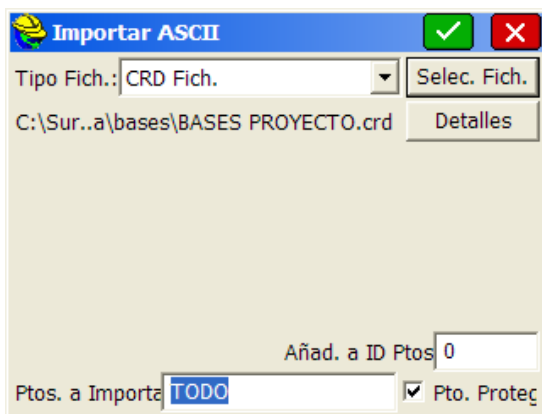 Importar ASCII
Tipo Fich.: CRD Fich. Selec. Fich.
C:\Sur..a\bases\BASES PROYECTO.crd Detalles
Añad. a ID Ptos 0
Ptos. a Importa TODO Pto. Proteg